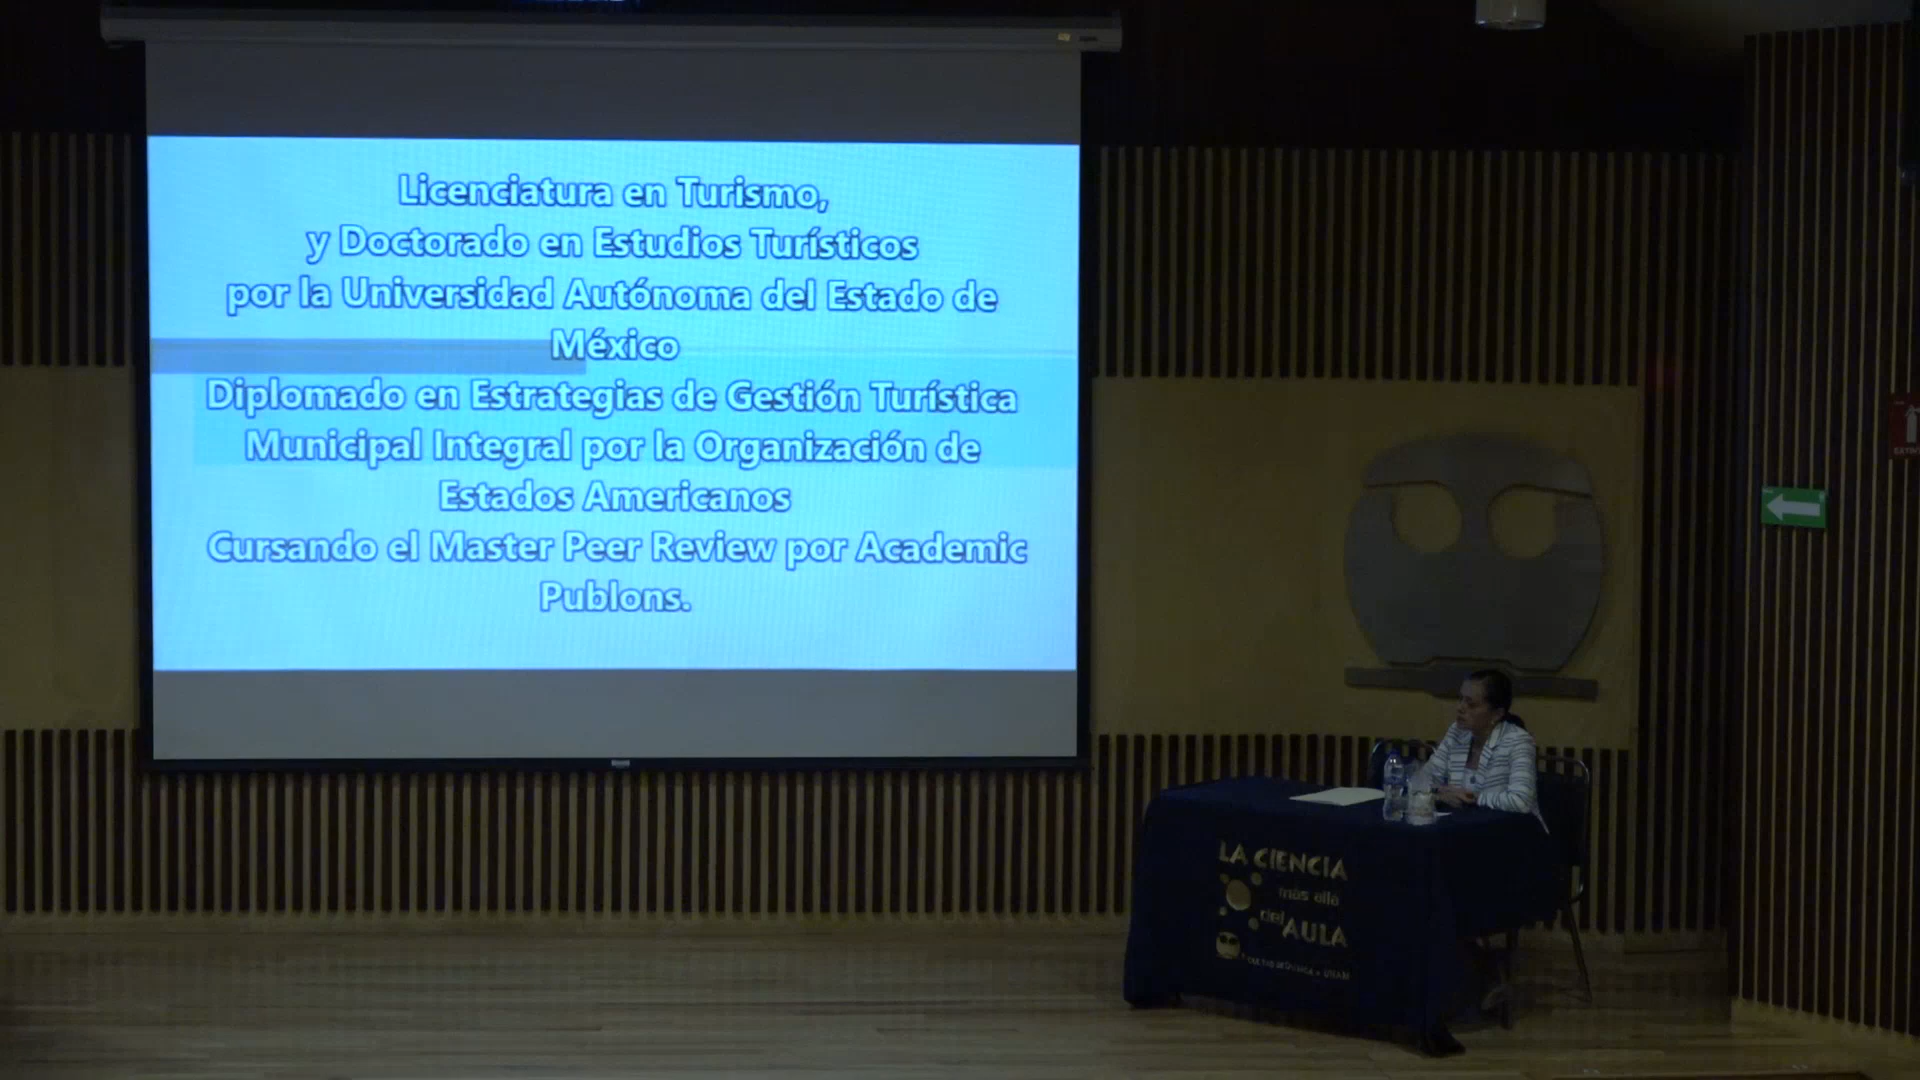 Licenciatura en Turismo,
y Doctorado en Estudios Turísticos
por la Universidad Autónoma del Estado de
México
Diplomado en Estrategias de Gestión Turística
Municipal Integral por la Organización de
Estados Americanos
Cursando el Master Peer Review por Academic
Publons.
LA CIENCIA
más allá
del AULA